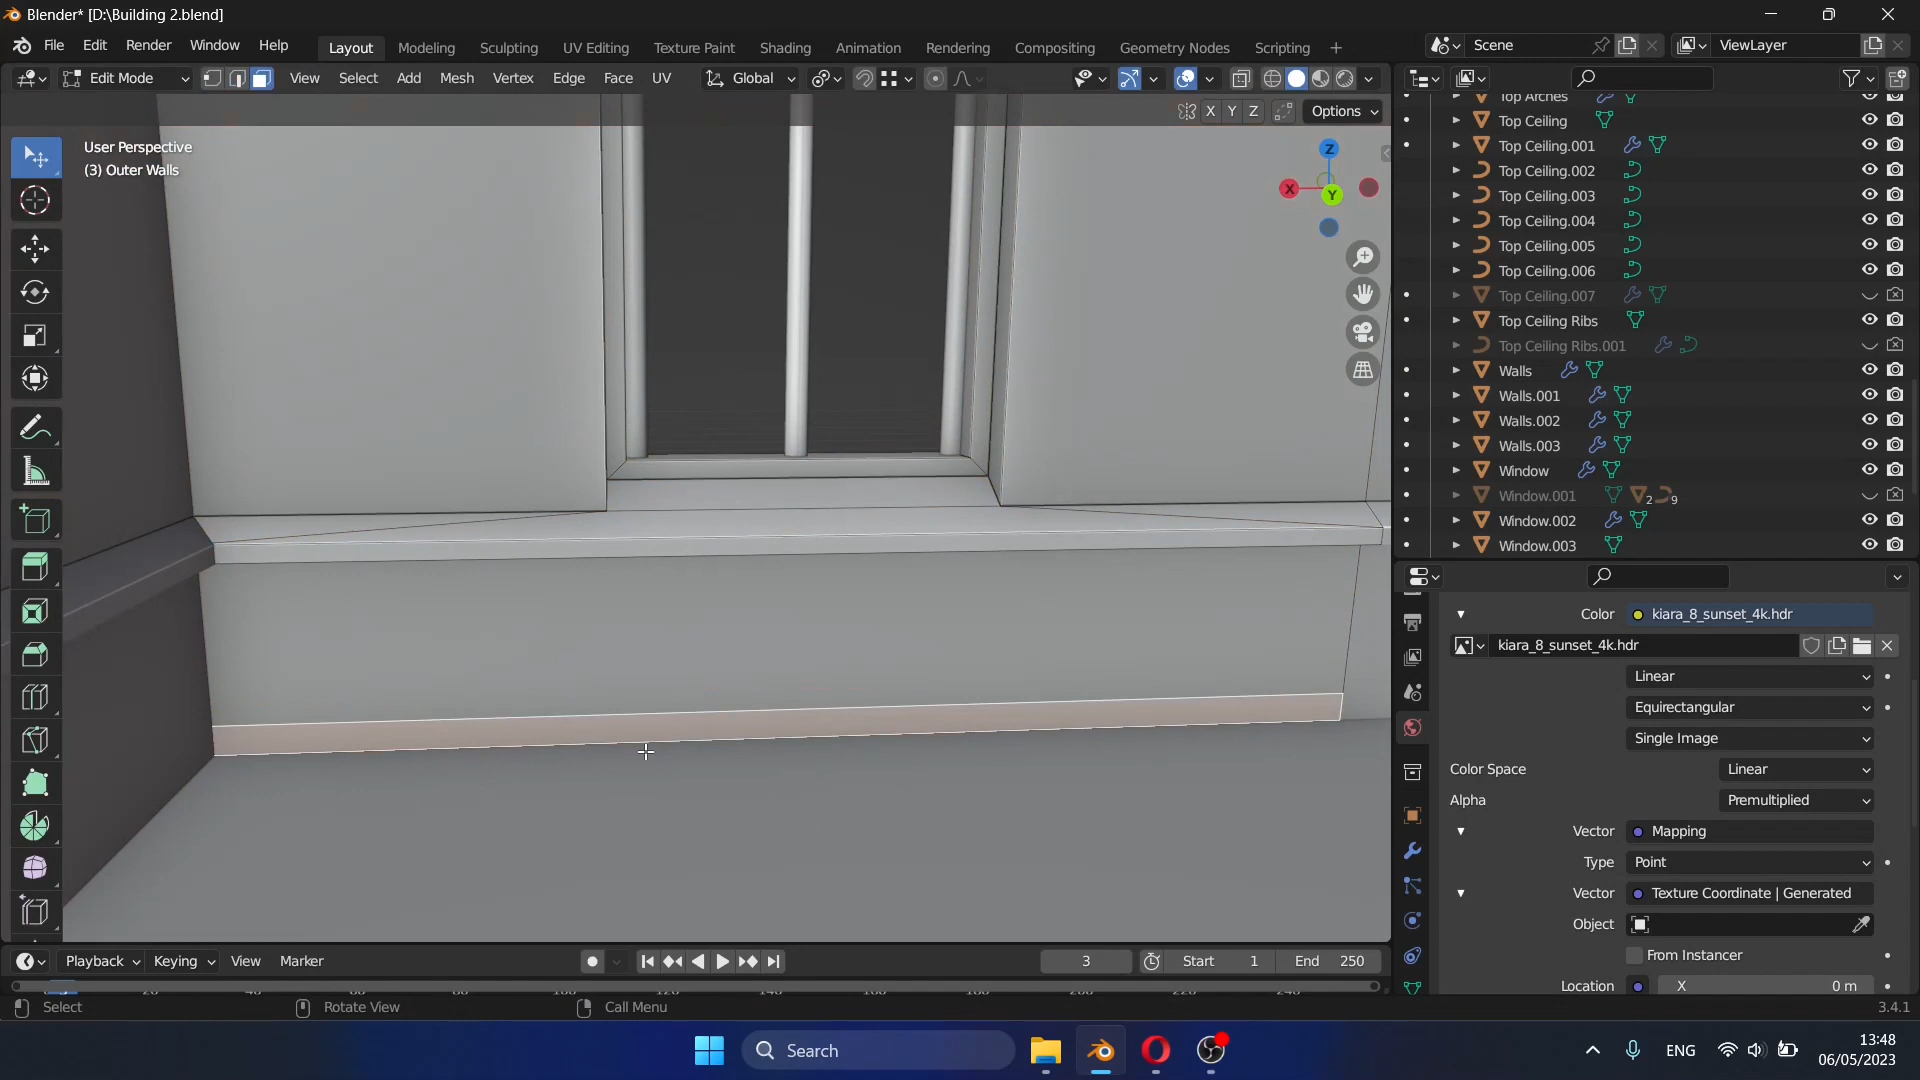 Blender* [D:\Building 2.blend]
File Edit Render Window Help Layout Modeling Sculpting UV Editing Texture Paint Shading Animation Rendering Compositing Geometry Nodes Scripting + Scene ViewLayer
Edit Mode View Select Add Mesh Vertex Edge Face UV Global
X Y Z Options
User Perspective
(3) Outer Walls
Z
X
Y
Top Arches
Top Ceiling
Top Ceiling.001
Top Ceiling.002
Top Ceiling.003
Top Ceiling.004
Top Ceiling.005
Top Ceiling.006
Top Ceiling.007
Top Ceiling Ribs
Top Ceiling Ribs.001
Walls
Walls.001
Walls.002
Walls.003
Window
Window.001 2 9
Window.002
Window.003
Color kiara_8_sunset_4k.hdr
kiara_8_sunset_4k.hdr
Linear
Equirectangular
Single Image
Color Space Linear
Alpha Premultiplied
Vector Mapping
Type Point
Vector Texture Coordinate | Generated
Object
From Instancer
Location X 0 m
Playback Keying View Marker 3 Start 1 End 250
Select Rotate View Call Menu 3.4.1
Search ENG 13:48
06/05/2023